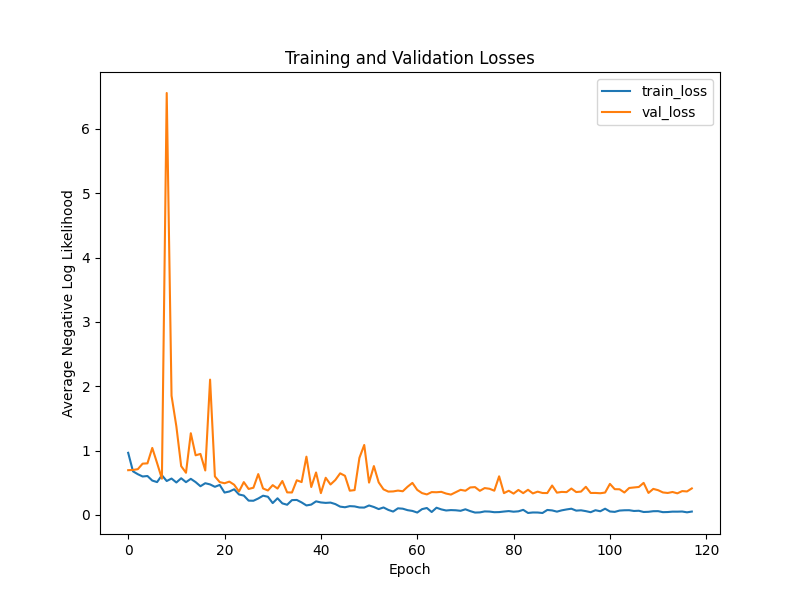 Training and Validation Losses
train_loss
val_loss
Average Negative Log Likelihood
6
5
4
3
2
1
0
0 20 40 60 80 100 120
Epoch